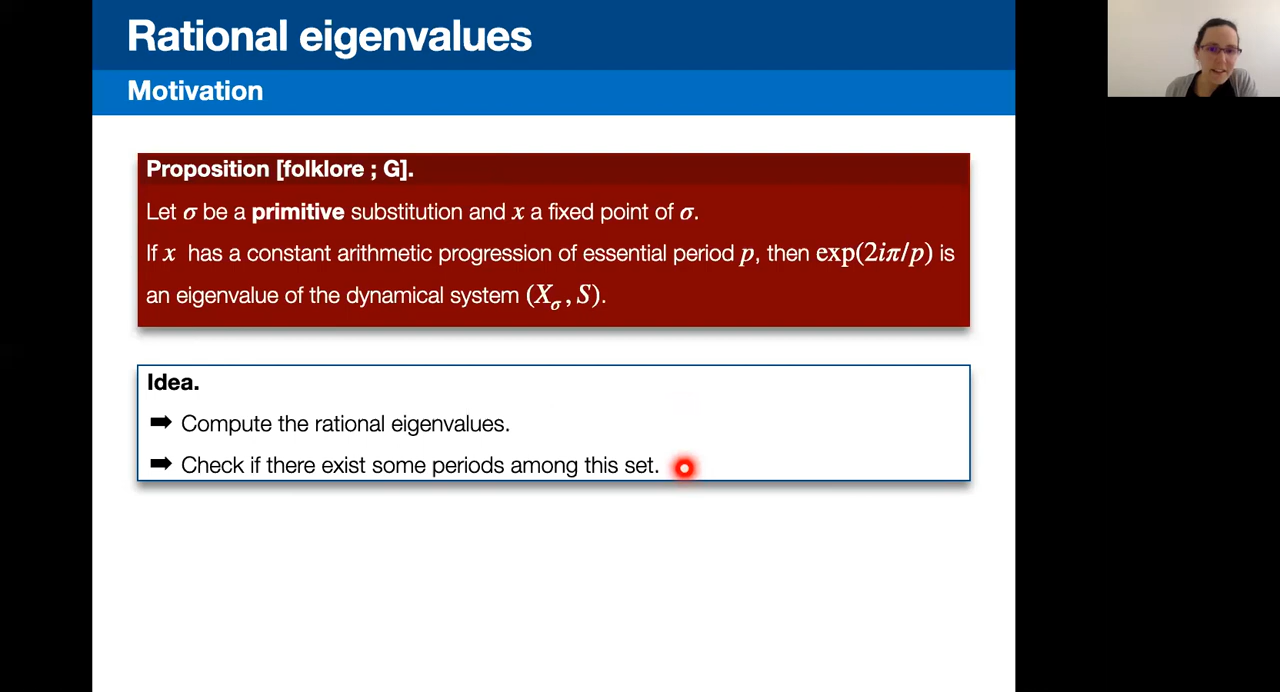 Rational eigenvalues
Motivation
Proposition [folklore ; G].
Let σ be a primitive substitution and x a fixed point of σ.
If x has a constant arithmetic progression of essential period p, then exp(2iπ/p) is
an eigenvalue of the dynamical system (X_σ, S).
Idea.
➡ Compute the rational eigenvalues.
➡ Check if there exist some periods among this set.